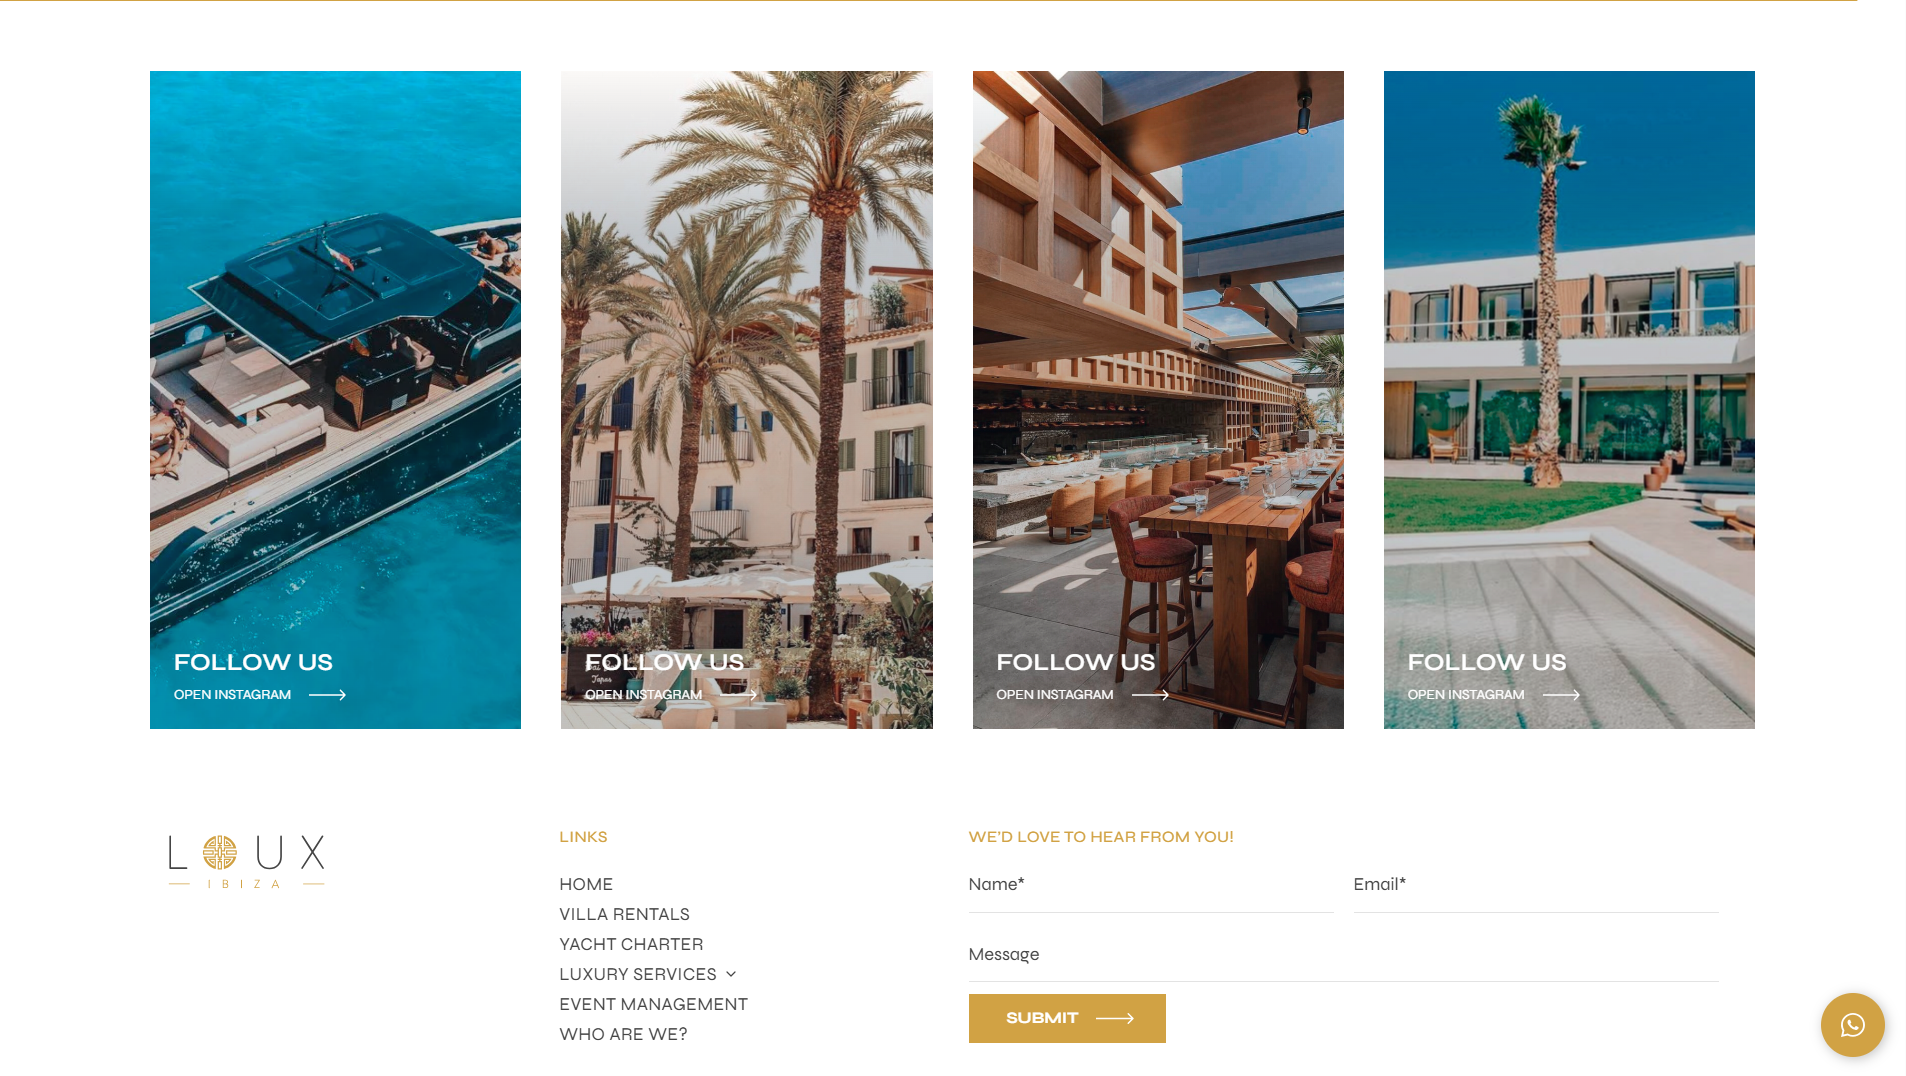 FOLLOW US
OPEN INSTAGRAM
FOLLOW US
OPEN INSTAGRAM
FOLLOW US
OPEN INSTAGRAM
FOLLOW US
OPEN INSTAGRAM
LOUX
IBIZA
LINKS
HOME
VILLA RENTALS
YACHT CHARTER
LUXURY SERVICES
EVENT MANAGEMENT
WHO ARE WE?
WE'D LOVE TO HEAR FROM YOU!
Name*
Email*
Message
SUBMIT